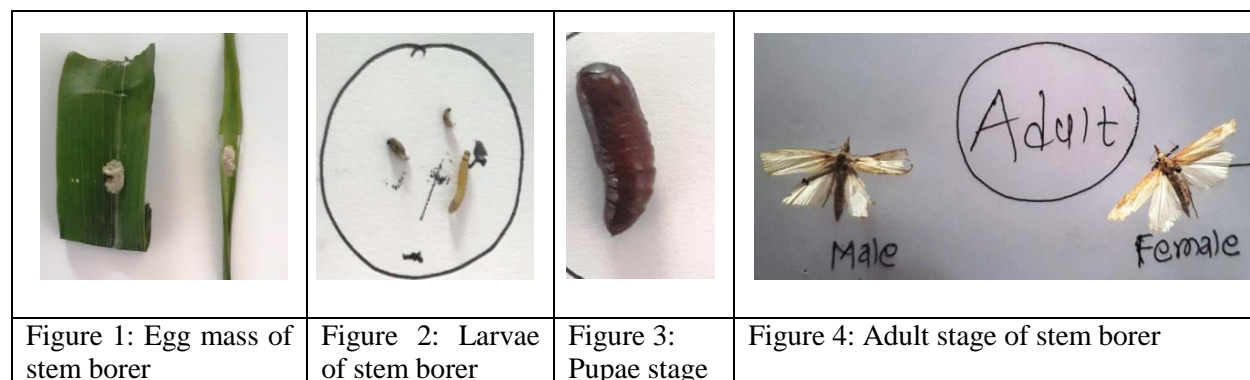 Adult
Male
Female
Figure 1: Egg mass of
stem borer
Figure 2: Larvae
of stem borer
Figure 3:
Pupae stage
Figure 4: Adult stage of stem borer